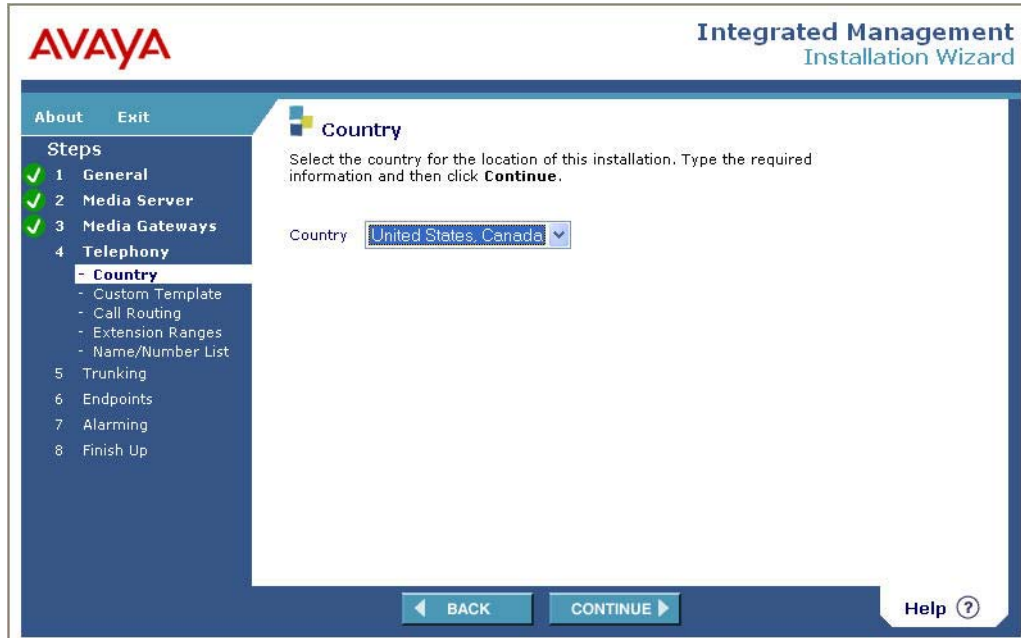 AVAYA
Integrated Management
Installation Wizard
About Exit
Steps
1 General
2 Media Server
3 Media Gateways
4 Telephony
- Country
- Custom Template
- Call Routing
- Extension Ranges
- Name/Number List
5 Trunking
6 Endpoints
7 Alarming
8 Finish Up
Country
Select the country for the location of this installation. Type the required
information and then click Continue.
Country United States, Canada
BACK CONTINUE
Help ?